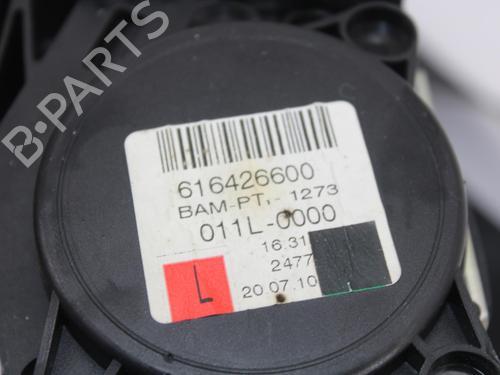 B-PARTS
616426600
BAM-PT, - 1273
011L-0000
16.31
2477
L
20.07.10